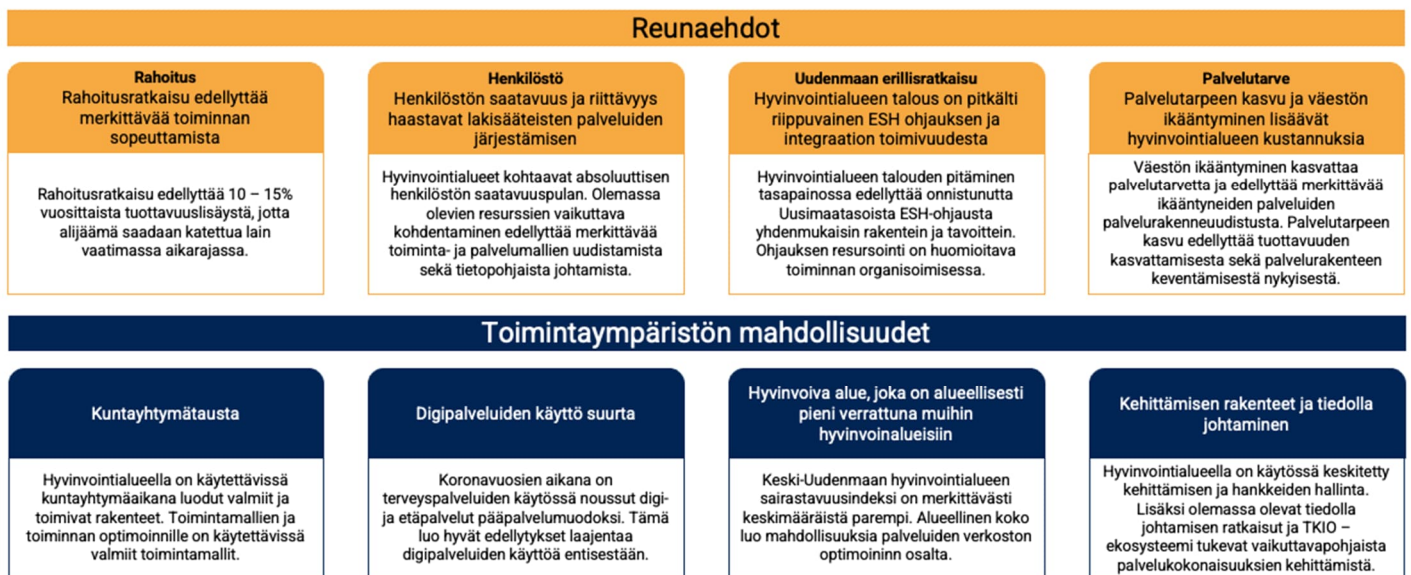 Reunaehdot
Rahoitus
Rahoitusratkaisu edellyttää
merkittävää toiminnan
sopeuttamista
Rahoitusratkaisu edellyttää 10 – 15%
vuosittaista tuottavuuslisäystä, jotta
alijäämä saadaan katettua lain
vaatimassa aikarajassa.
Henkilöstö
Henkilöstön saatavuus ja riittävyys
haastavat lakisääteisten palveluiden
järjestämisen
Hyvinvointialueet kohtaavat absoluuttisen
henkilöstön saatavuuspulan. Olemassa
olevien resurssien vaikuttava
kohdentaminen edellyttää merkittävää
toiminta- ja palvelumallien uudistamista
sekä tietopohjaista johtamista.
Uudenmaan erillisratkaisu
Hyvinvointialueen talous on pitkälti
riippuvainen ESH ohjauksen ja
integraation toimivuudesta
Hyvinvointialueen talouden pitäminen
tasapainossa edellyttää onnistunutta
Uusimaatasoista ESH-ohjausta
yhdenmukaisin rakentein ja tavoittein.
Ohjauksen resursointi on huomioitava
toiminnan organisoimisessa.
Palvelutarve
Palvelutarpeen kasvu ja väestön
ikääntyminen lisäävät
hyvinvointialueen kustannuksia
Väestön ikääntyminen kasvattaa
palvelutarvetta ja edellyttää merkittävää
ikääntyneiden palveluiden
palvelurakenneuudistusta. Palvelutarpeen
kasvu edellyttää tuottavuuden
kasvattamisesta sekä palvelurakenteen
keventämisestä nykyisestä.
Toimintaympäristön mahdollisuudet
Kuntayhtymätausta
Hyvinvointialueella on käytettävissä
kuntayhtymäaikana luodut valmiit ja
toimivat rakenteet. Toimintamallien ja
toiminnan optimoinnille on käytettävissä
valmiit toimintamallit.
Digipalveluiden käyttö suurta
Koronavuosien aikana on
terveyspalveluiden käytössä noussut digi-
ja etäpalvelut pääpalvelumuodoksi. Tämä
luo hyvät edellytykset laajentaa
digipalveluiden käyttöä entisestään.
Hyvinvoiva alue, joka on alueellisesti
pieni verrattuna muihin
hyvinvoinalueisiin
Keski-Uudenmaan hyvinvointialueen
sairastavuusindeksi on merkittävästi
keskimääräistä parempi. Alueellinen koko
luo mahdollisuuksia palveluiden verkoston
optimoininn osalta.
Kehittämisen rakenteet ja tiedolla
johtaminen
Hyvinvointialueella on käytössä keskitetty
kehittämisen ja hankkeiden hallinta.
Lisäksi olemassa olevat tiedolla
johtamisen ratkaisut ja TKIO –
ekosysteemi tukevat vaikuttavapohjaista
palvelukokonaisuuksien kehittämistä.